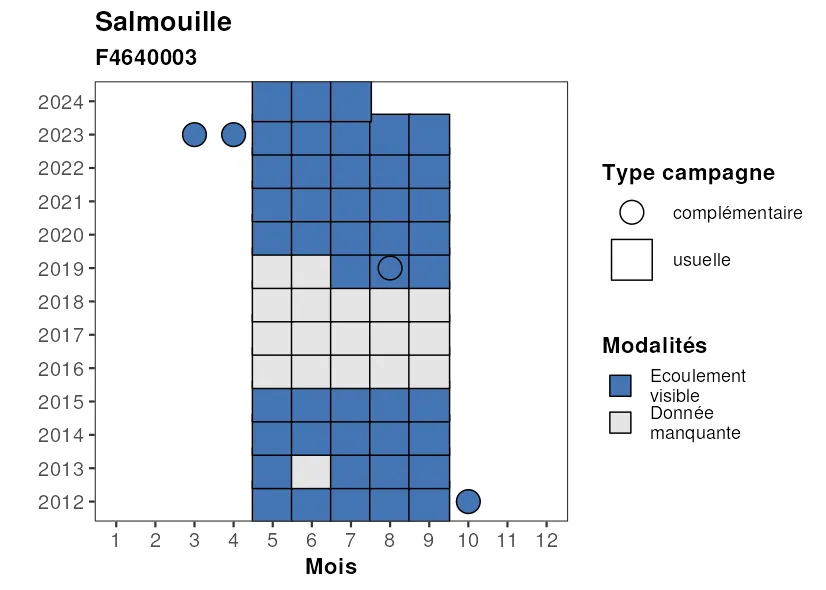 Salmouille
F4640003
2024
2023
2022
2021
2020
2019
2018
2017
2016
2015
2014
2013
2012
1 2 3 4 5 6 7 8 9 10 11 12
Mois
Type campagne
complémentaire
usuelle
Modalités
Ecoulement
visible
Donnée
manquante